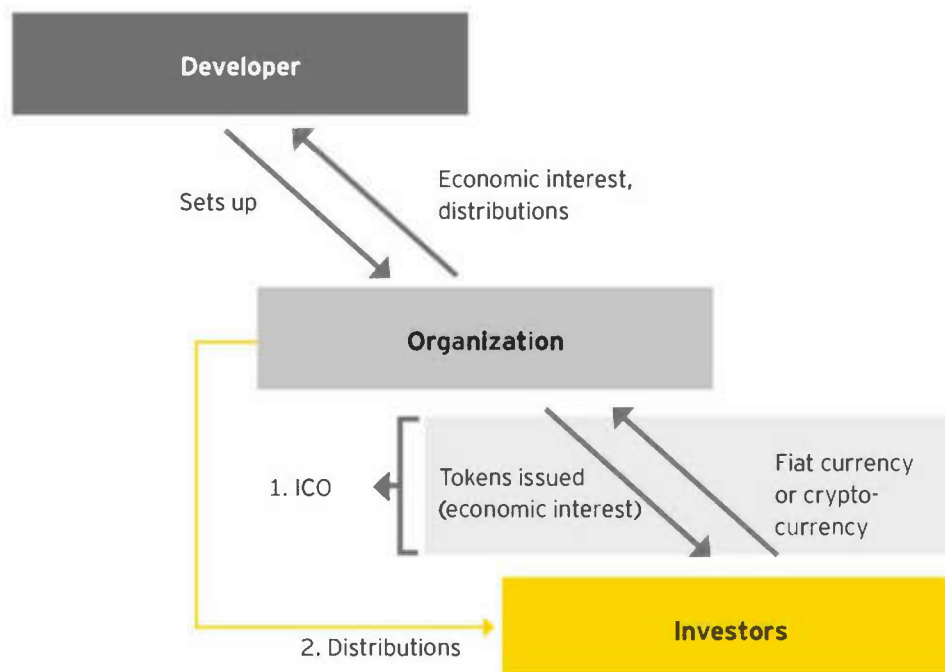 Developer
Sets up
Economic interest,
distributions
Organization
1. ICO
Tokens issued
(economic interest)
Fiat currency
or crypto-
currency
Investors
2. Distributions